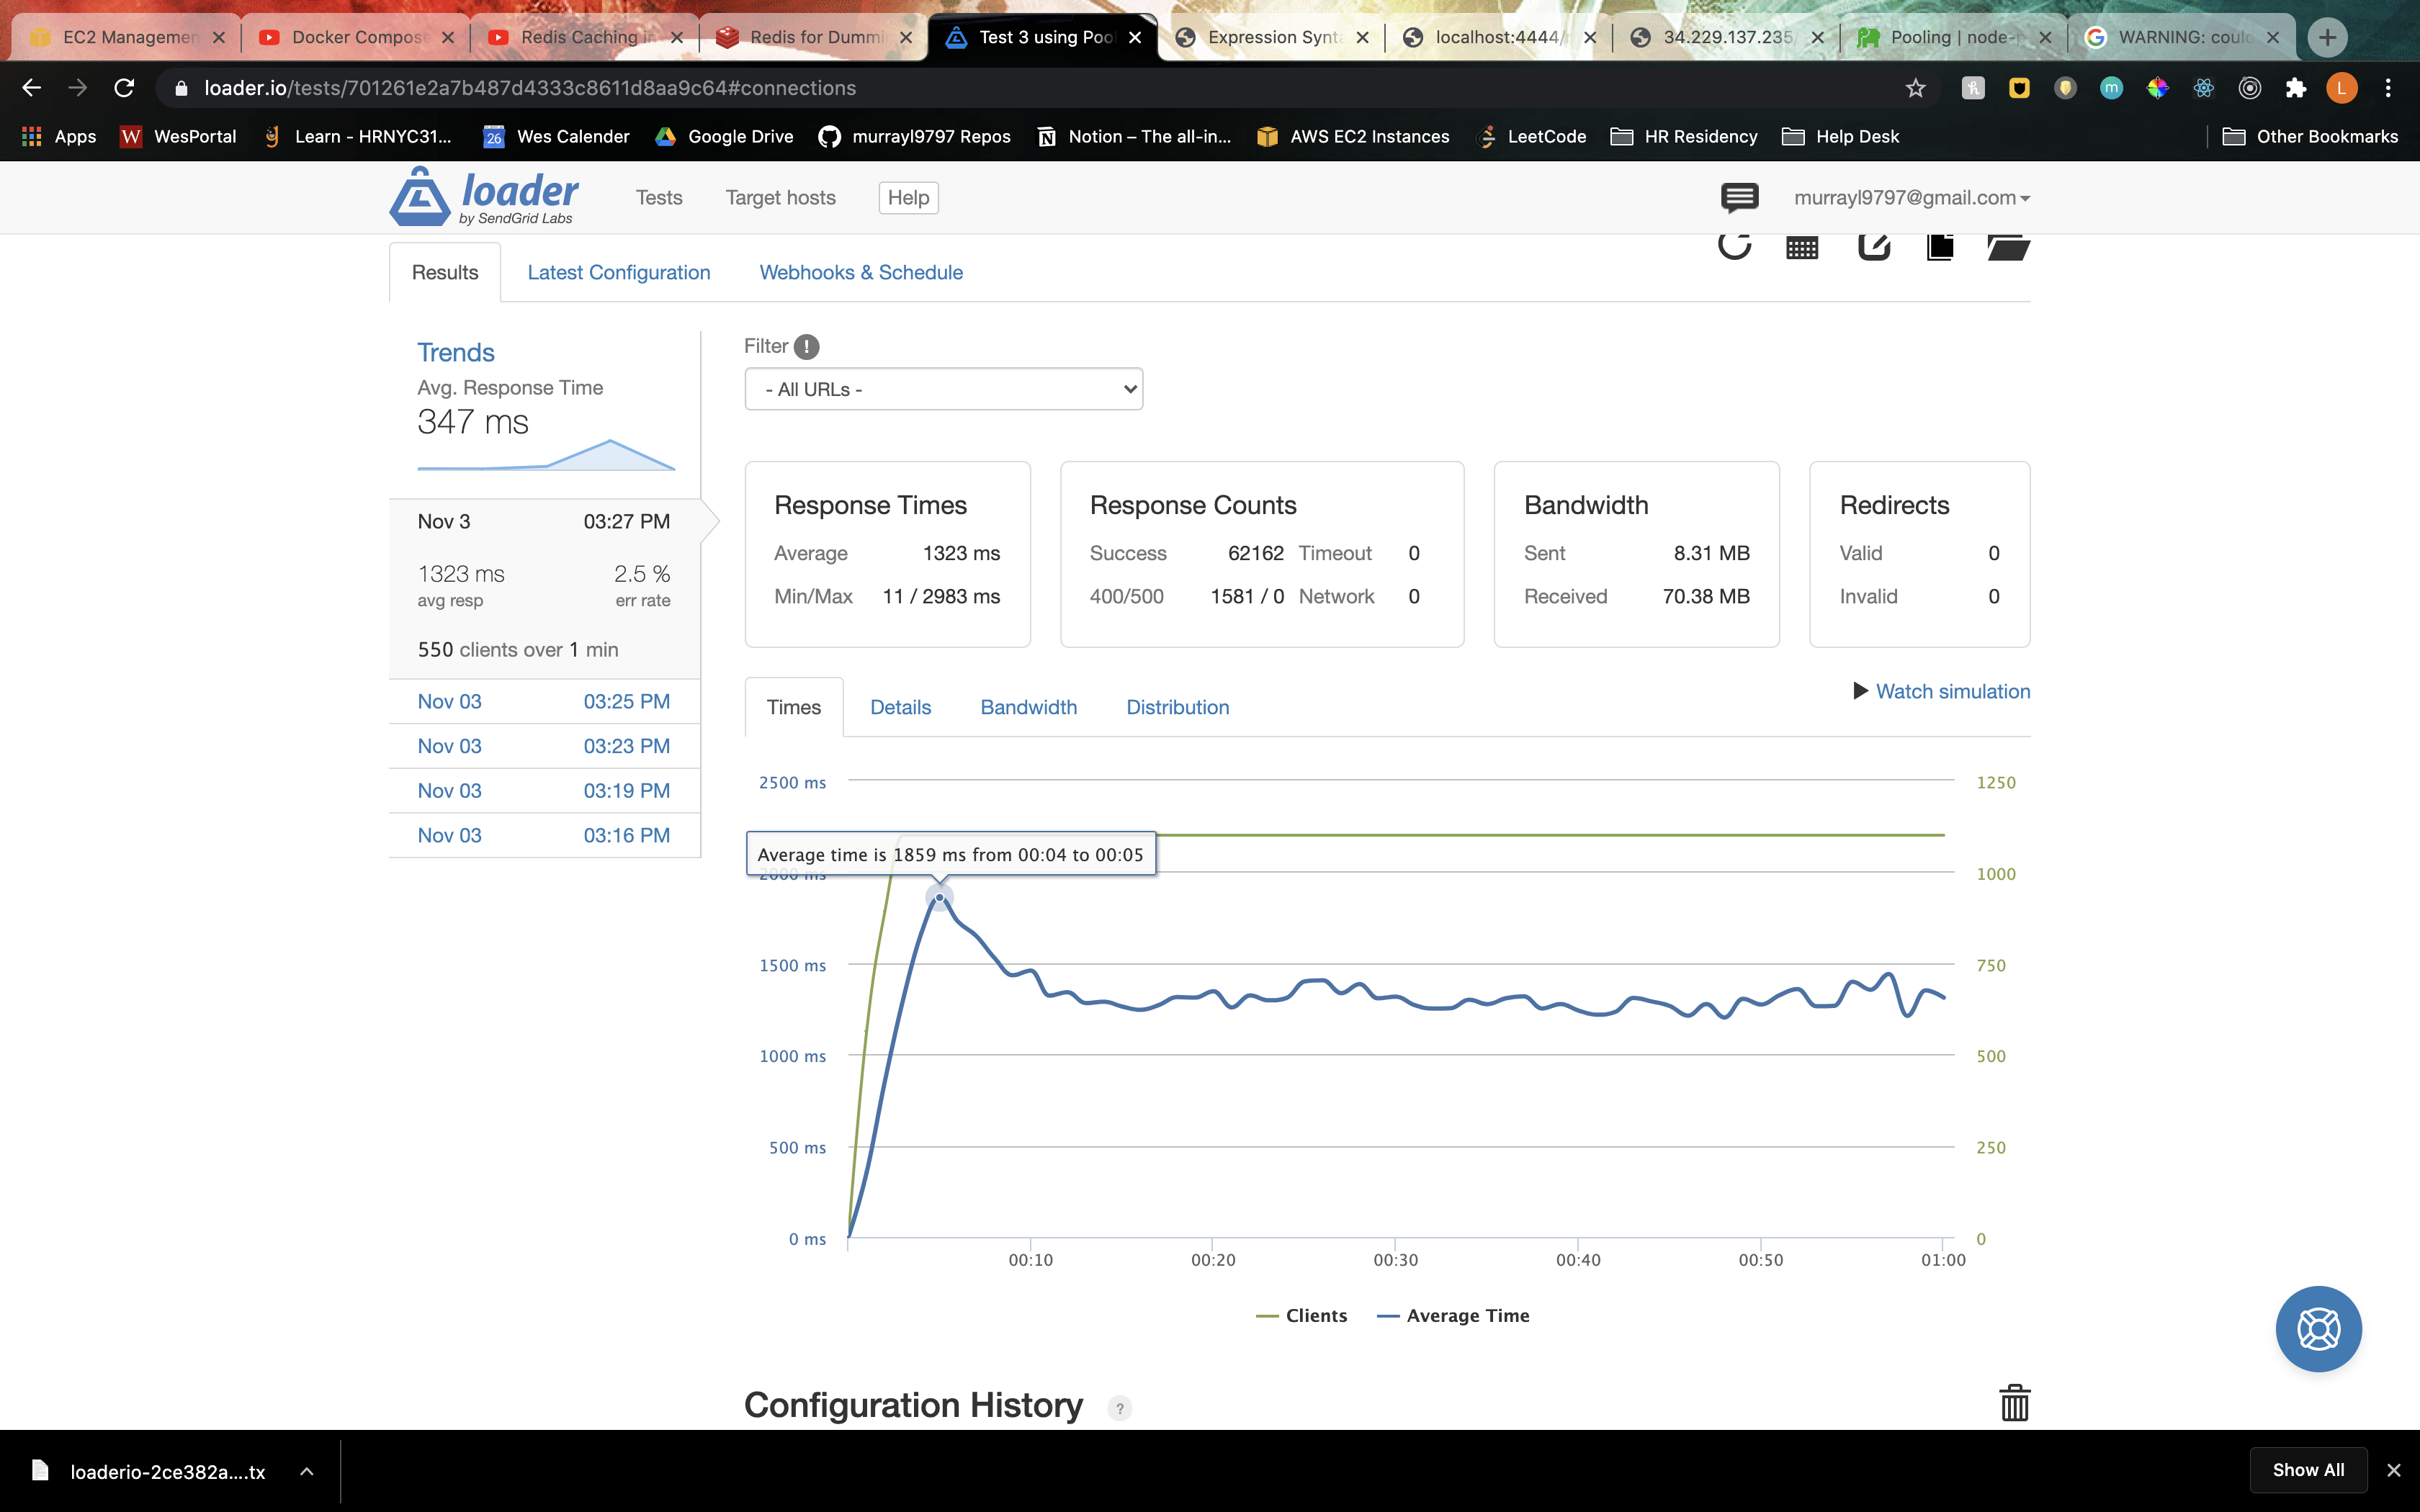 EC2 Managemen
Docker Compos
Redis Caching in
Redis for Dummi
Test 3 using Pool
Expression Synta
localhost:4444/
34.229.137.235
Pooling | node-p
WARNING: coul
loader.io/tests/701261e2a7b487d4333c8611d8aa9c64#connections
Apps
WesPortal
Learn - HRNYC31...
Wes Calender
Google Drive
murrayl9797 Repos
Notion – The all-in...
AWS EC2 Instances
LeetCode
HR Residency
Help Desk
Other Bookmarks
loader
by SendGrid Labs
Tests
Target hosts
Help
murrayl9797@gmail.com
Results
Latest Configuration
Webhooks & Schedule
Trends
Avg. Response Time
347 ms
Nov 3 03:27 PM
1323 ms 2.5 %
avg resp err rate
550 clients over 1 min
Nov 03 03:25 PM
Nov 03 03:23 PM
Nov 03 03:19 PM
Nov 03 03:16 PM
Filter !
- All URLs -
Response Times
Average 1323 ms
Min/Max 11 / 2983 ms
Response Counts
Success 62162 Timeout 0
400/500 1581 / 0 Network 0
Bandwidth
Sent 8.31 MB
Received 70.38 MB
Redirects
Valid 0
Invalid 0
Times
Details
Bandwidth
Distribution
Watch simulation
2500 ms 1250
Average time is 1859 ms from 00:04 to 00:05
2000 ms 1000
1500 ms 750
1000 ms 500
500 ms 250
0 ms 0
00:10 00:20 00:30 00:40 00:50 01:00
Clients Average Time
Configuration History ?
loaderio-2ce382a....tx
Show All